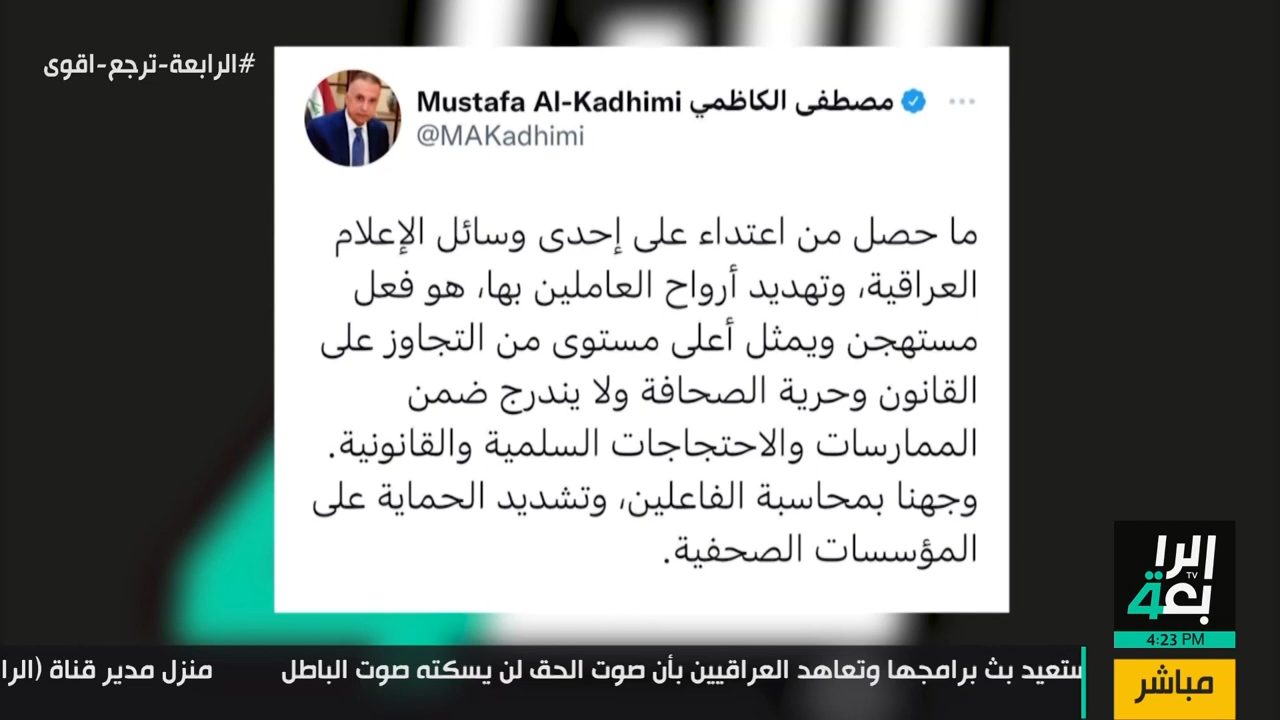 #الرابعة-ترجع-اقوى
Mustafa Al-Kadhimi مصطفى الكاظمي
@MAKadhimi
ما حصل من اعتداء على إحدى وسائل الإعلام
العراقية، وتهديد أرواح العاملين بها، هو فعل
مستهجن ويمثل أعلى مستوى من التجاوز على
القانون وحرية الصحافة ولا يندرج ضمن
الممارسات والاحتجاجات السلمية والقانونية.
وجهنا بمحاسبة الفاعلين، وتشديد الحماية على
المؤسسات الصحفية.
الرا
TV
بعة
4:23 PM
مباشر
ستعيد بث برامجها وتعاهد العراقيين بأن صوت الحق لن يسكته صوت الباطل منزل مدير قناة (الرا